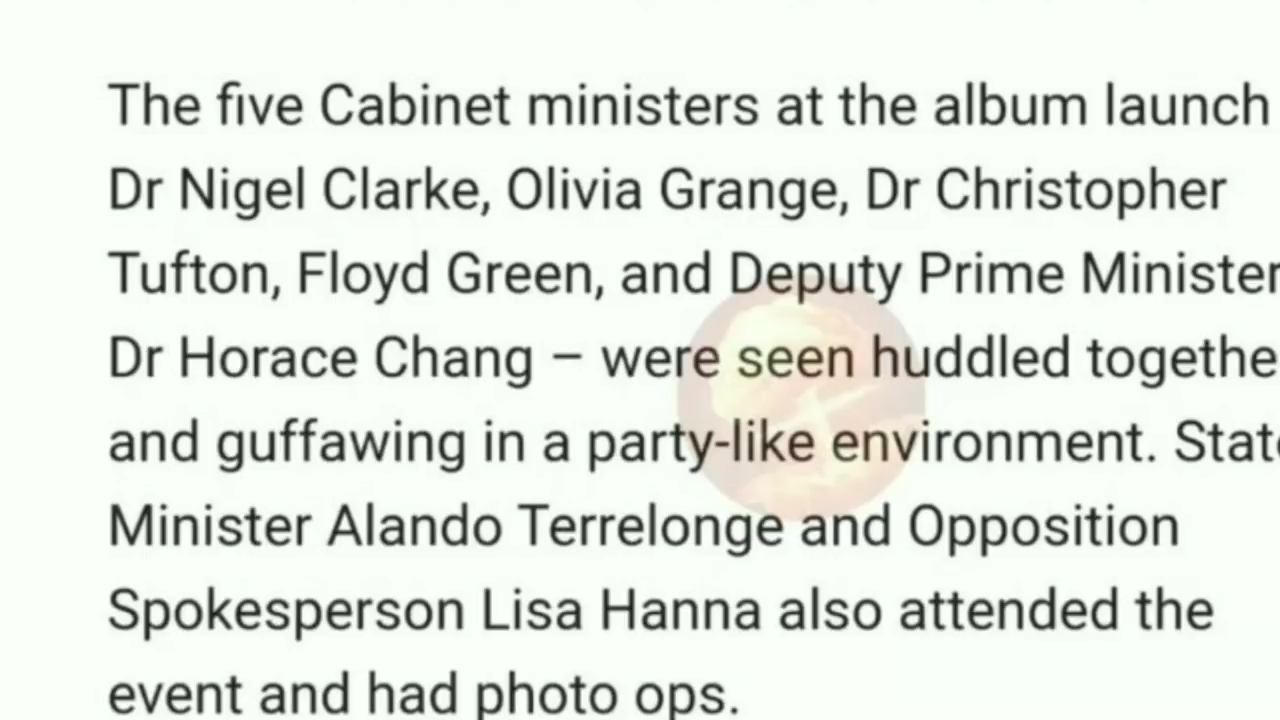 The five Cabinet ministers at the album launch
Dr Nigel Clarke, Olivia Grange, Dr Christopher
Tufton, Floyd Green, and Deputy Prime Minister
Dr Horace Chang – were seen huddled togethe
and guffawing in a party-like environment. State
Minister Alando Terrelonge and Opposition
Spokesperson Lisa Hanna also attended the
event and had photo ops.